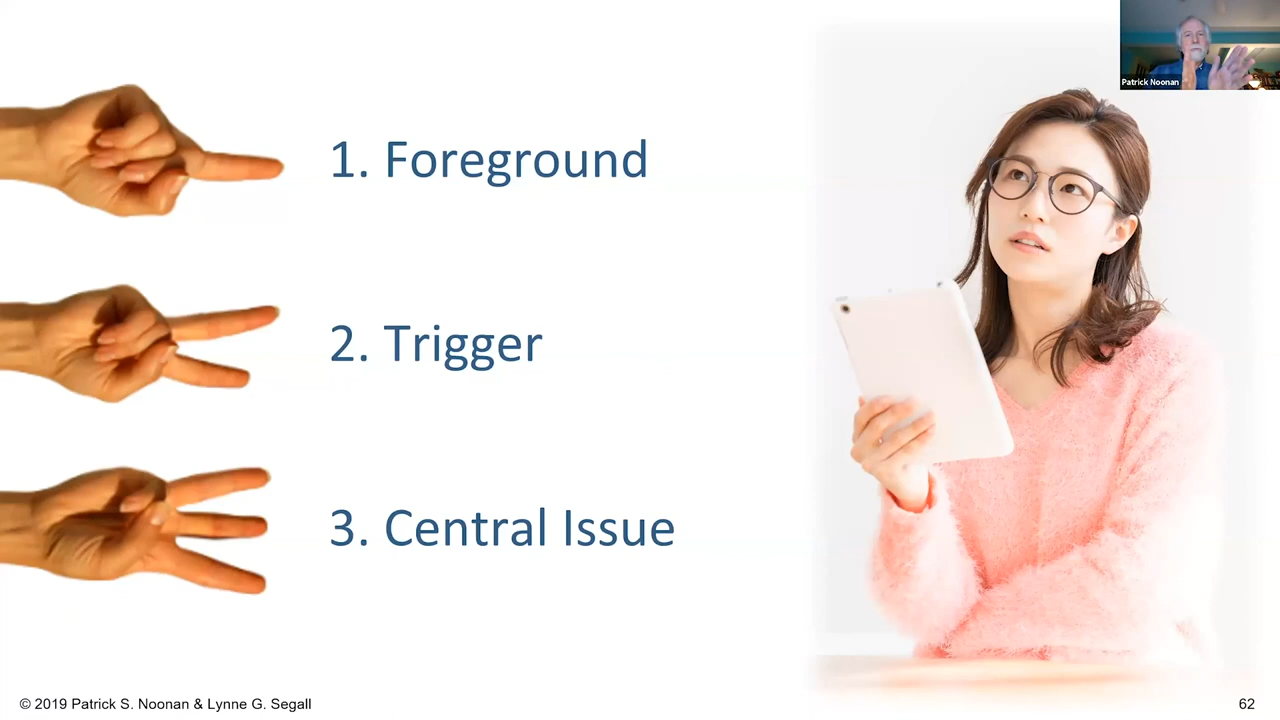 Patrick Noonan
1. Foreground
2. Trigger
3. Central Issue
© 2019 Patrick S. Noonan & Lynne G. Segall
62